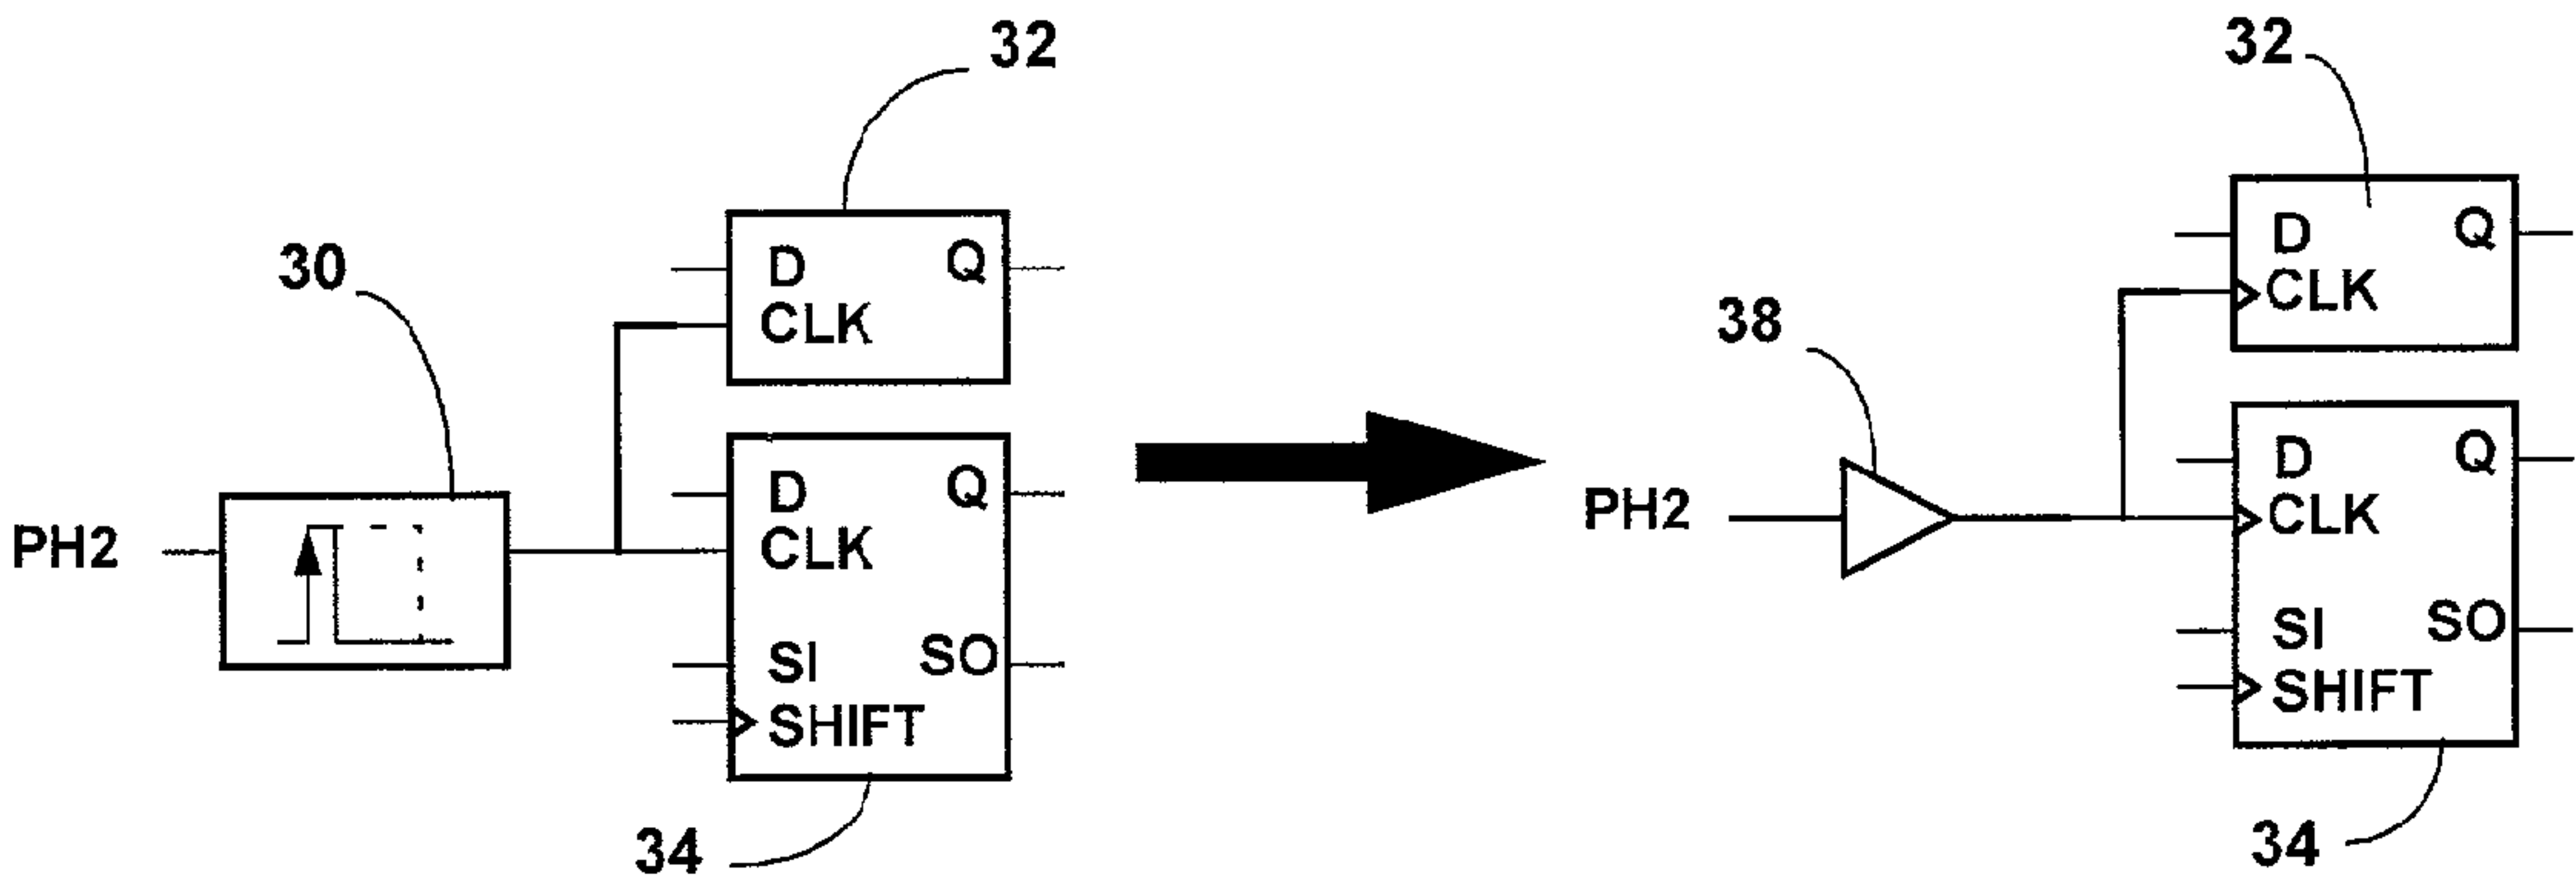 32
30
D Q
CLK
PH2
D Q
CLK
SI SO
SHIFT
34
32
38
D Q
CLK
PH2
D Q
CLK
SI SO
SHIFT
34